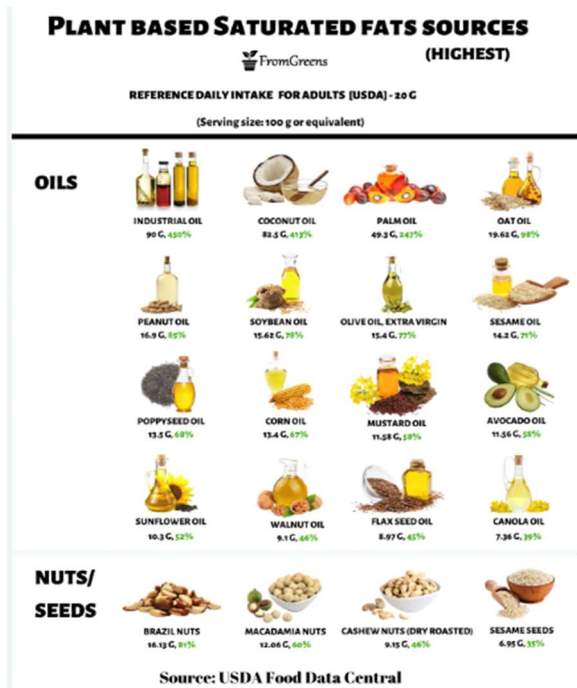 PLANT BASED SATURATED FATS SOURCES
(HIGHEST)
FromGreens
REFERENCE DAILY INTAKE FOR ADULTS [USDA] - 20 G
(Serving size: 100 g or equivalent)
OILS
INDUSTRIAL OIL
90 G, 450%
COCONUT OIL
82.5 G, 413%
PALM OIL
49.3 G, 247%
OAT OIL
19.62 G, 98%
PEANUT OIL
16.9 G, 85%
SOYBEAN OIL
15.62 G, 78%
OLIVE OIL, EXTRA VIRGIN
15.4 G, 77%
SESAME OIL
14.2 G, 71%
POPPYSEED OIL
13.5 G, 68%
CORN OIL
13.4 G, 67%
MUSTARD OIL
11.58 G, 58%
AVOCADO OIL
11.56 G, 58%
SUNFLOWER OIL
10.3 G, 52%
WALNUT OIL
9.1 G, 46%
FLAX SEED OIL
8.97 G, 45%
CANOLA OIL
7.36 G, 39%
NUTS/
SEEDS
BRAZIL NUTS
16.13 G, 81%
MACADAMIA NUTS
12.06 G, 60%
CASHEW NUTS (DRY ROASTED)
9.15 G, 46%
SESAME SEEDS
6.95 G, 35%
Source: USDA Food Data Central